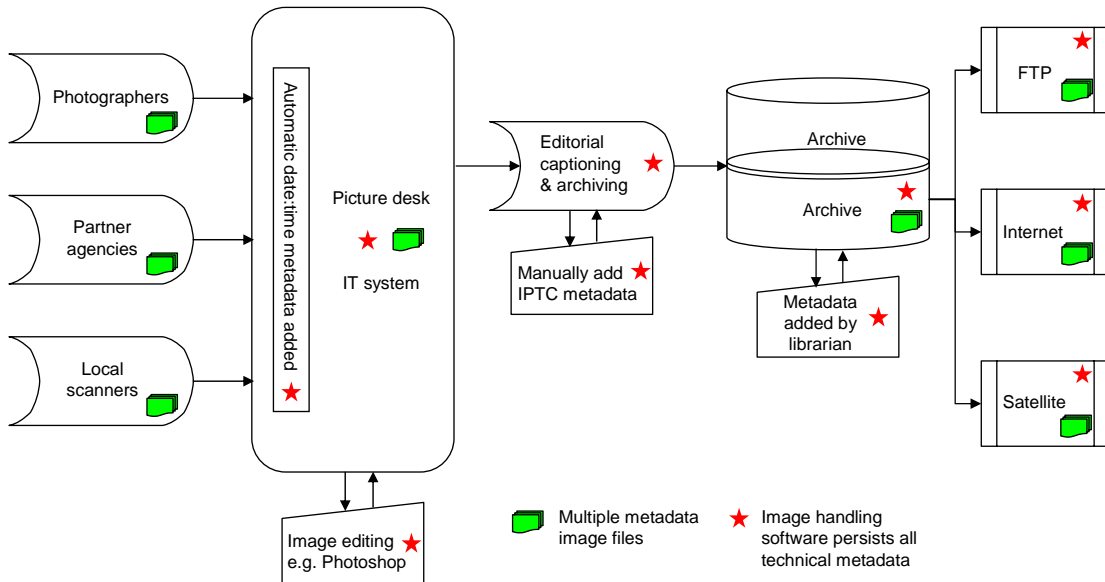 Photographers
Partner
agencies
Local
scanners
Automatic date:time metadata added
Picture desk
IT system
Image editing
e.g. Photoshop
Editorial
captioning
& archiving
Manually add
IPTC metadata
Archive
Archive
Metadata
added by
librarian
FTP
Internet
Satellite
Multiple metadata
image files
Image handling
software persists all
technical metadata